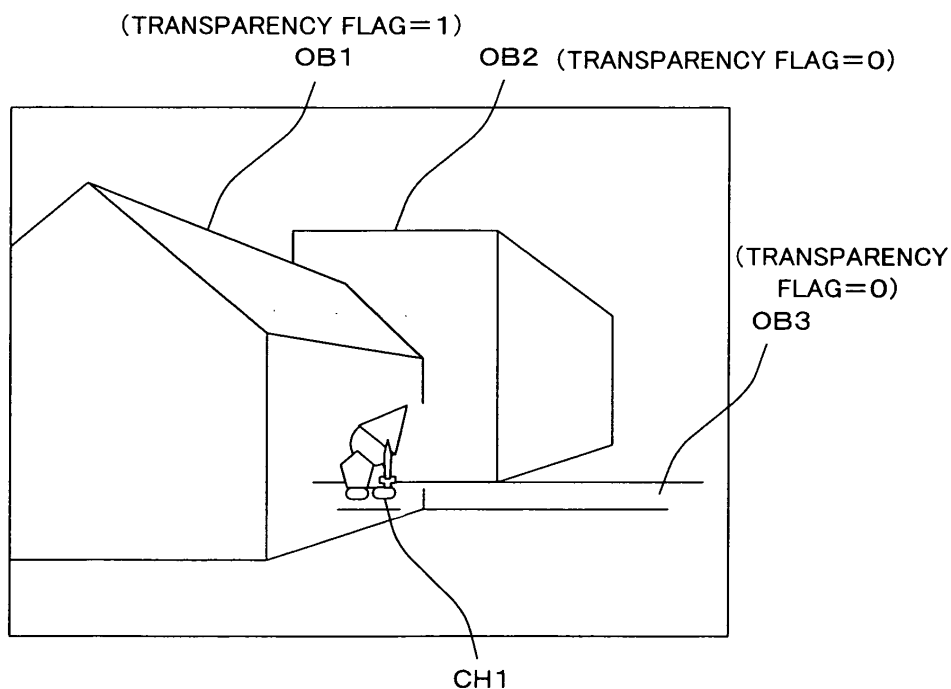 (TRANSPARENCY FLAG=1)
OB1
OB2 (TRANSPARENCY FLAG=0)
(TRANSPARENCY
FLAG=0)
OB3
CH1